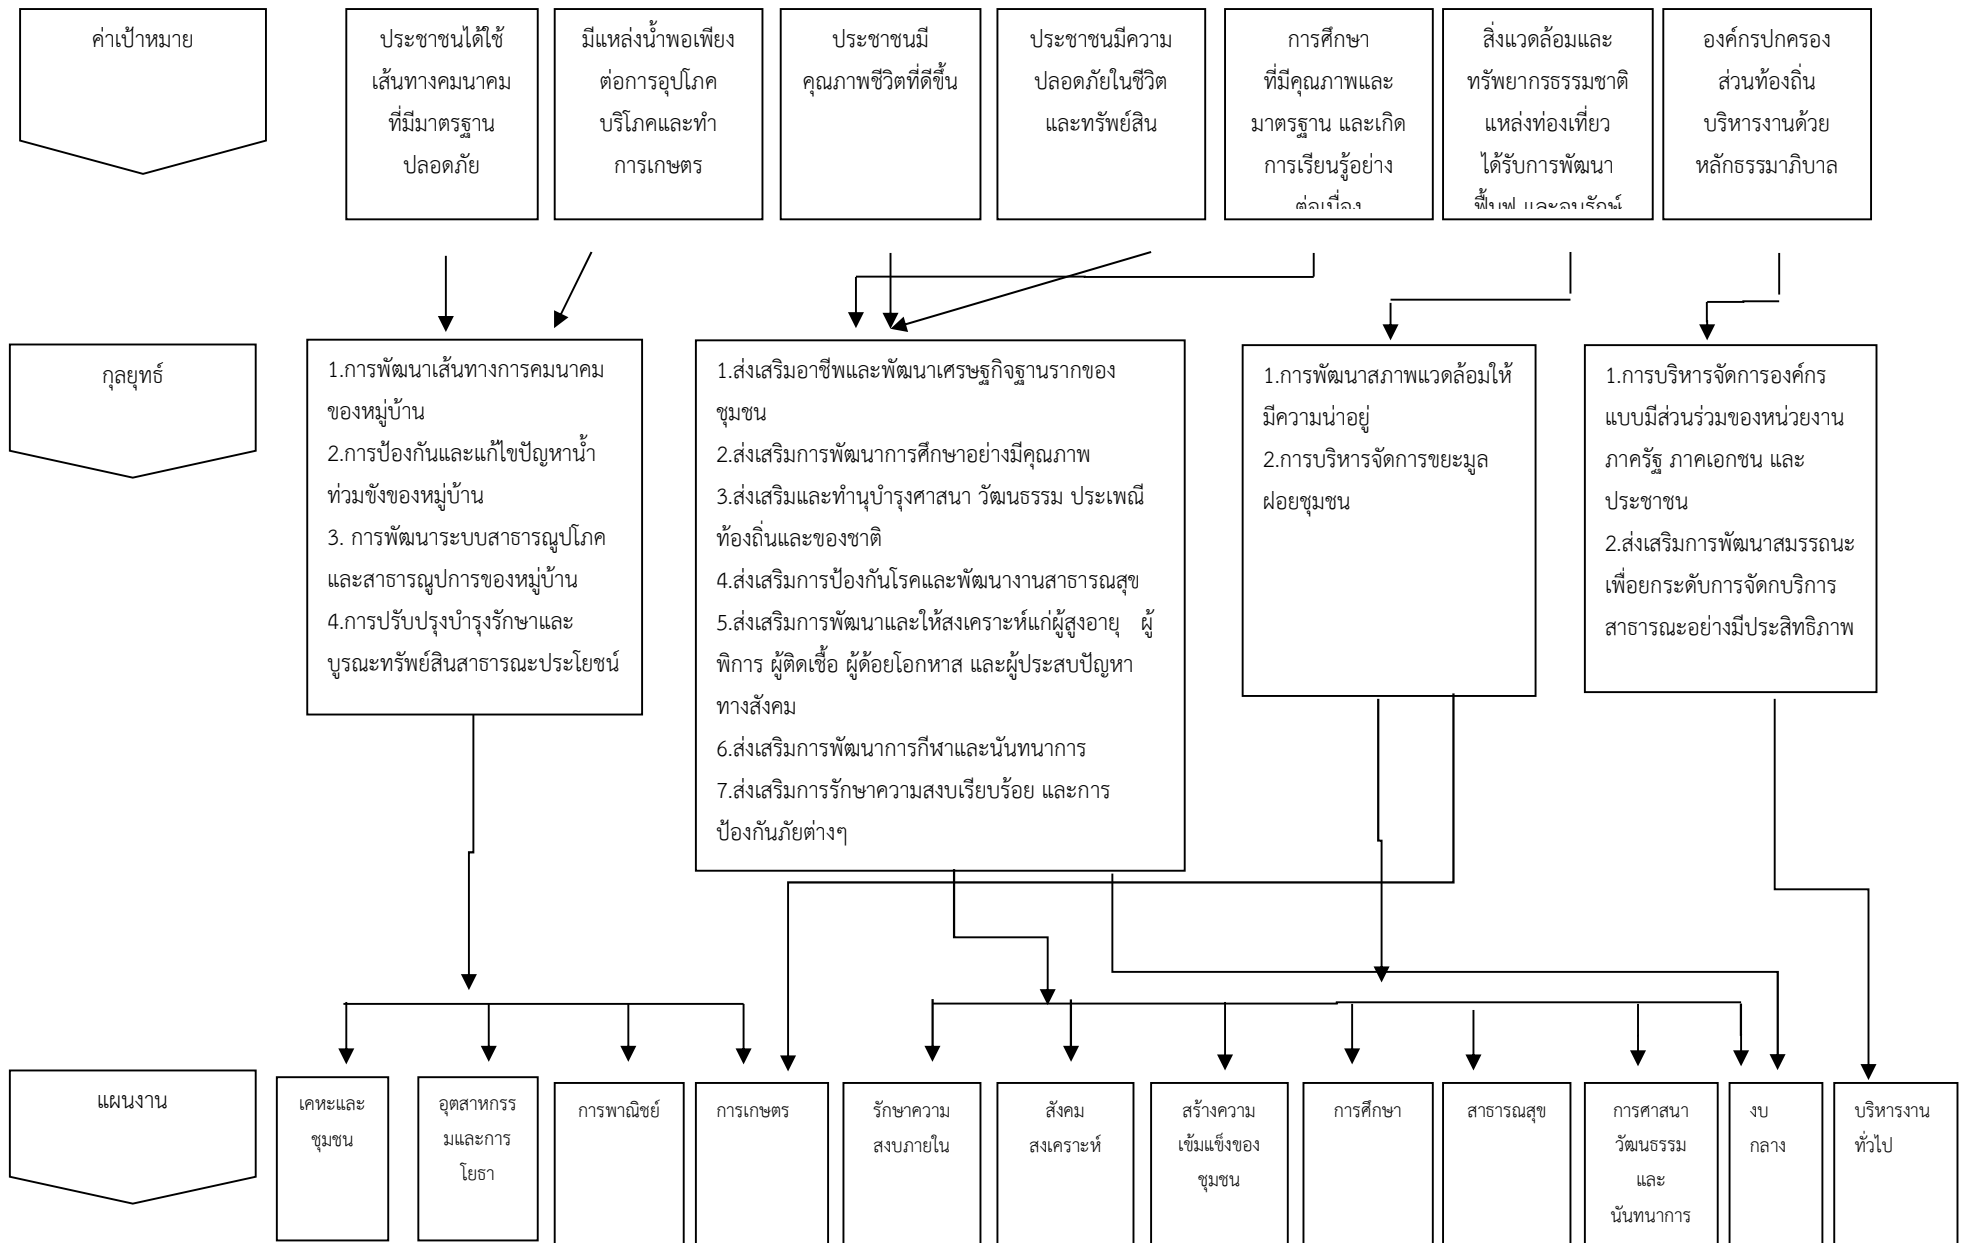 ค่าเป้าหมาย
ประชาชนได้ใช้
เส้นทางคมนาคม
ที่มีมาตรฐาน
ปลอดภัย
มีแหล่งน้ำพอเพียง
ต่อการอุปโภค
บริโภคและทำ
การเกษตร
ประชาชนมี
คุณภาพชีวิตที่ดีขึ้น
ประชาชนมีความ
ปลอดภัยในชีวิต
และทรัพย์สิน
การศึกษา
ที่มีคุณภาพและ
มาตรฐาน และเกิด
การเรียนรู้อย่าง
ต่อเนื่อง
สิ่งแวดล้อมและ
ทรัพยากรธรรมชาติ
แหล่งท่องเที่ยว
ได้รับการพัฒนา
ฟื้นฟู และอนุรักษ์
องค์กรปกครอง
ส่วนท้องถิ่น
บริหารงานด้วย
หลักธรรมาภิบาล
กุลยุทธ์
1.การพัฒนาเส้นทางการคมนาคม
ของหมู่บ้าน
2.การป้องกันและแก้ไขปัญหาน้ำ
ท่วมขังของหมู่บ้าน
3. การพัฒนาระบบสาธารณูปโภค
และสาธารณูปการของหมู่บ้าน
4.การปรับปรุงบำรุงรักษาและ
บูรณะทรัพย์สินสาธารณะประโยชน์
1.ส่งเสริมอาชีพและพัฒนาเศรษฐกิจฐานรากของ
ชุมชน
2.ส่งเสริมการพัฒนาการศึกษาอย่างมีคุณภาพ
3.ส่งเสริมและทำนุบำรุงศาสนา วัฒนธรรม ประเพณี
ท้องถิ่นและของชาติ
4.ส่งเสริมการป้องกันโรคและพัฒนางานสาธารณสุข
5.ส่งเสริมการพัฒนาและให้สงเคราะห์แก่ผู้สูงอายุ ผู้
พิการ ผู้ติดเชื้อ ผู้ด้อยโอกหาส และผู้ประสบปัญหา
ทางสังคม
6.ส่งเสริมการพัฒนาการกีฬาและนันทนาการ
7.ส่งเสริมการรักษาความสงบเรียบร้อย และการ
ป้องกันภัยต่างๆ
1.การพัฒนาสภาพแวดล้อมให้
มีความน่าอยู่
2.การบริหารจัดการขยะมูล
ฝอยชุมชน
1.การบริหารจัดการองค์กร
แบบมีส่วนร่วมของหน่วยงาน
ภาครัฐ ภาคเอกชน และ
ประชาชน
2.ส่งเสริมการพัฒนาสมรรถนะ
เพื่อยกระดับการจัดกบริการ
สาธารณะอย่างมีประสิทธิภาพ
แผนงาน
เคหะและ
ชุมชน
อุตสาหกรร
มและการ
โยธา
การพาณิชย์
การเกษตร
รักษาความ
สงบภายใน
สังคม
สงเคราะห์
สร้างความ
เข้มแข็งของ
ชุมชน
การศึกษา
สาธารณสุข
การศาสนา
วัฒนธรรม
และ
นันทนาการ
งบ
กลาง
บริหารงาน
ทั่วไป